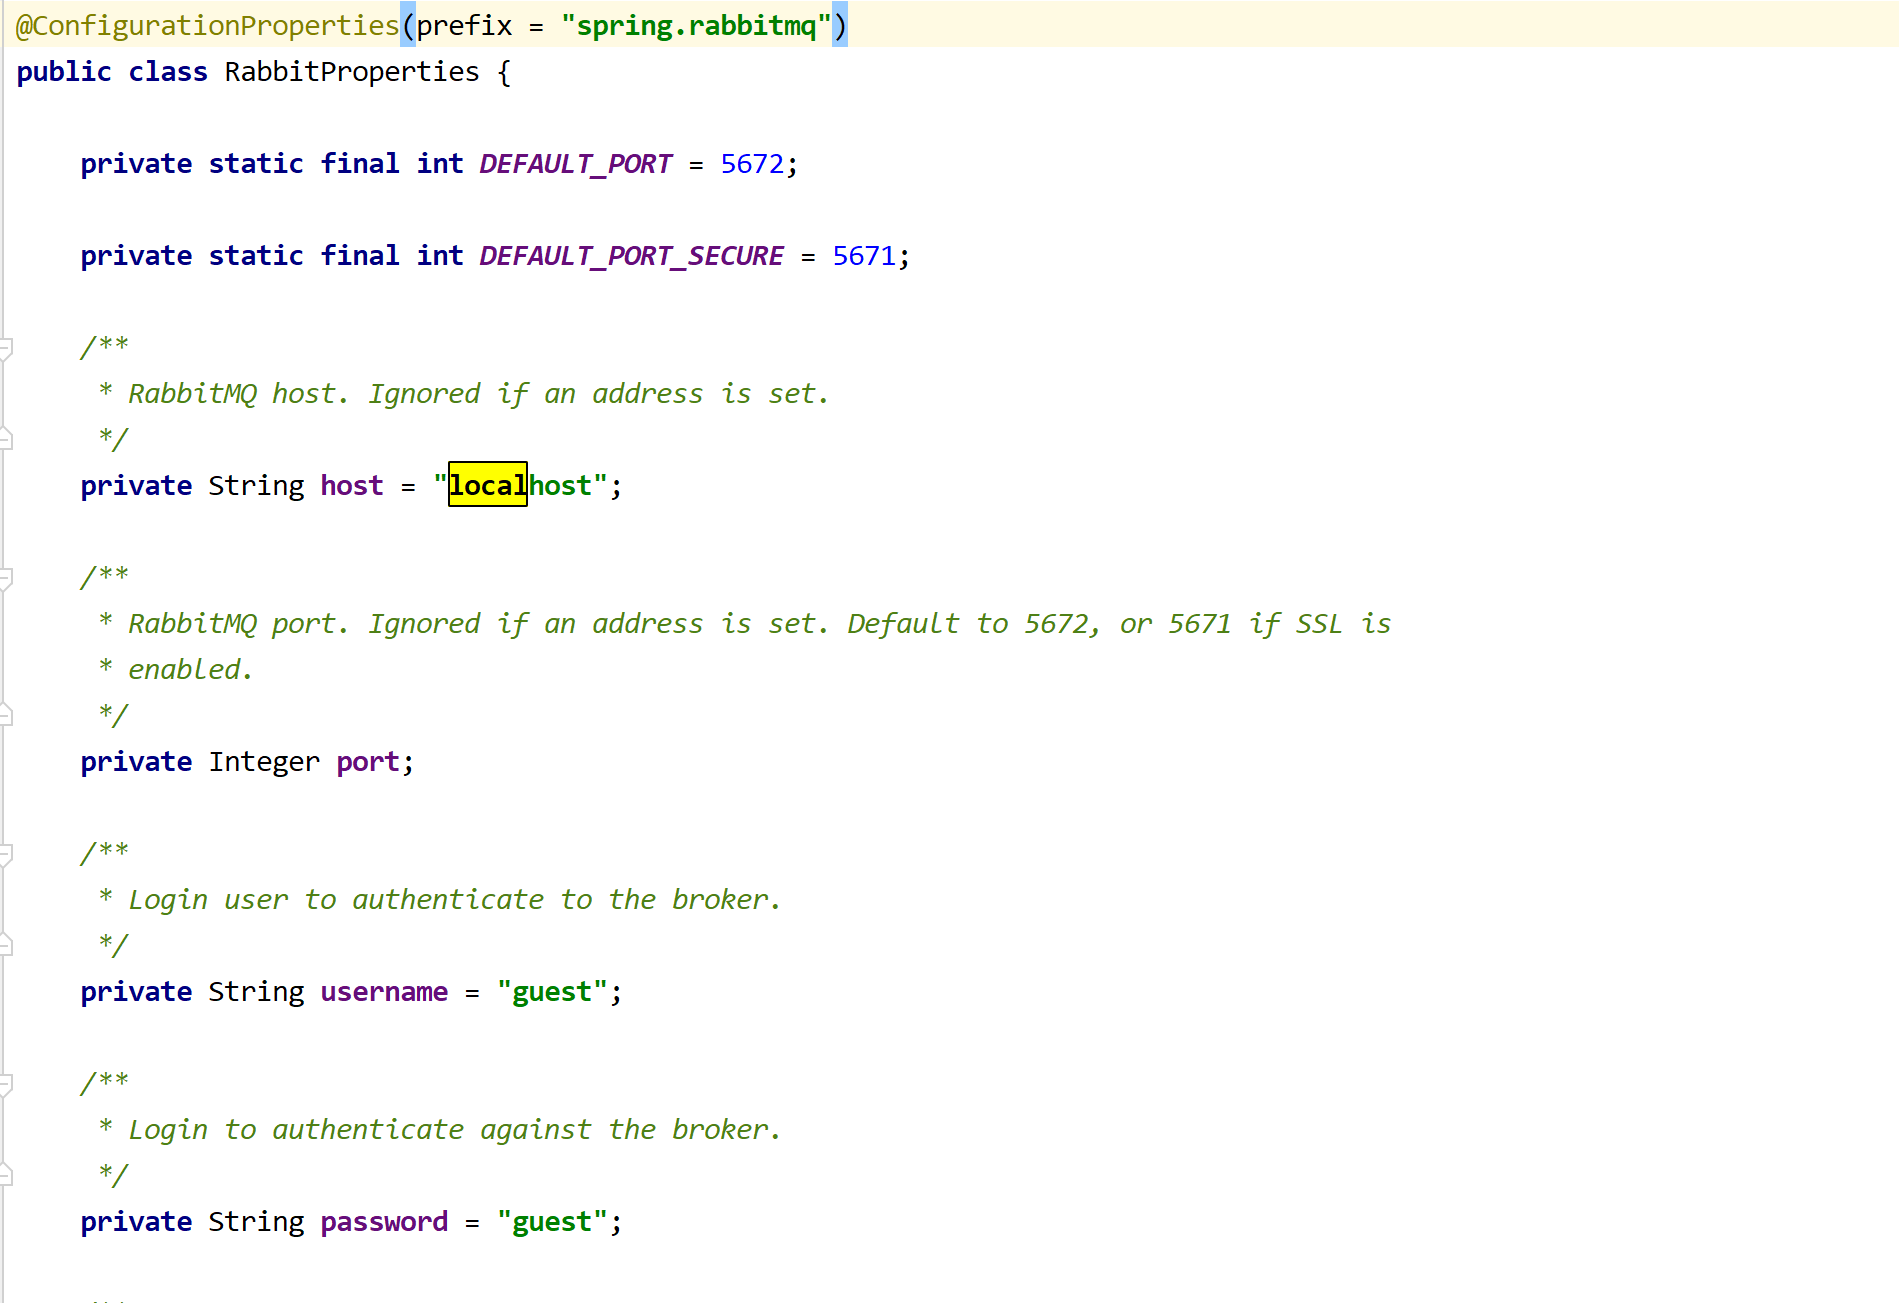 @ConfigurationProperties(prefix = "spring.rabbitmq")
public class RabbitProperties {
private static final int DEFAULT_PORT = 5672;
private static final int DEFAULT_PORT_SECURE = 5671;
/**
* RabbitMQ host. Ignored if an address is set.
*/
private String host = "localhost";
/**
* RabbitMQ port. Ignored if an address is set. Default to 5672, or 5671 if SSL is
* enabled.
*/
private Integer port;
/**
* Login user to authenticate to the broker.
*/
private String username = "guest";
/**
* Login to authenticate against the broker.
*/
private String password = "guest";